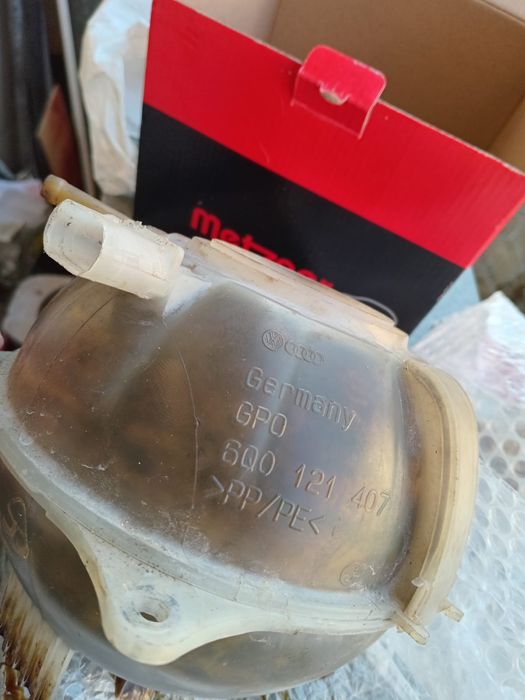 metzger
Germany
GPO
6Q0 121 407
>PP/PE<